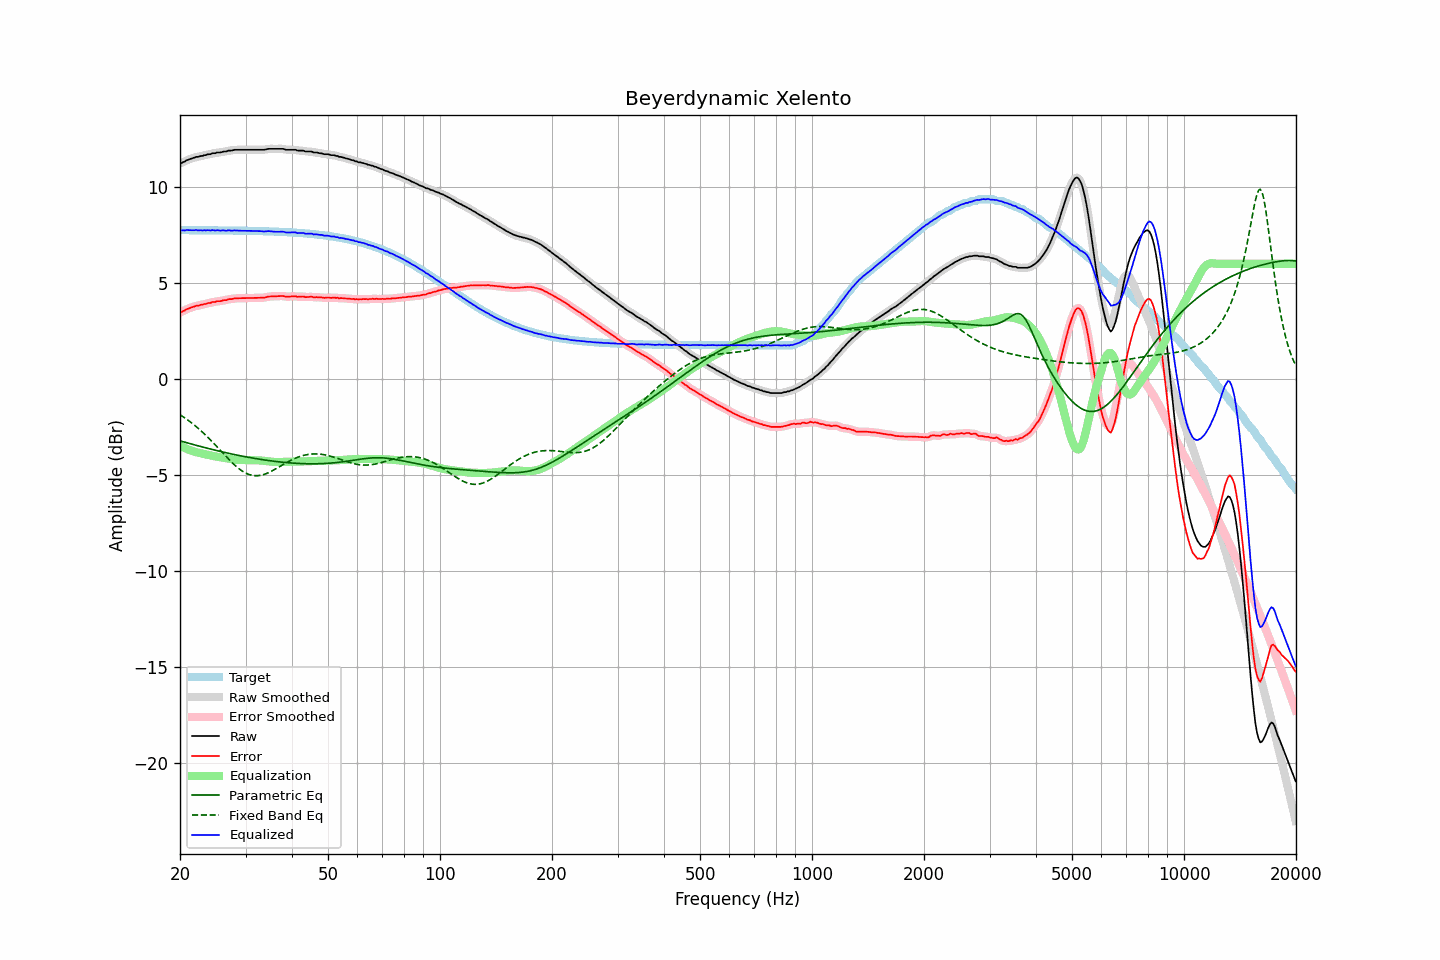 Beyerdynamic Xelento
Amplitude (dBr)
10
5
0
−5
−10
−15
−20
Target
Raw Smoothed
Error Smoothed
Raw
Error
Equalization
Parametric Eq
Fixed Band Eq
Equalized
20 50 100 200 500 1000 2000 5000 10000 20000
Frequency (Hz)